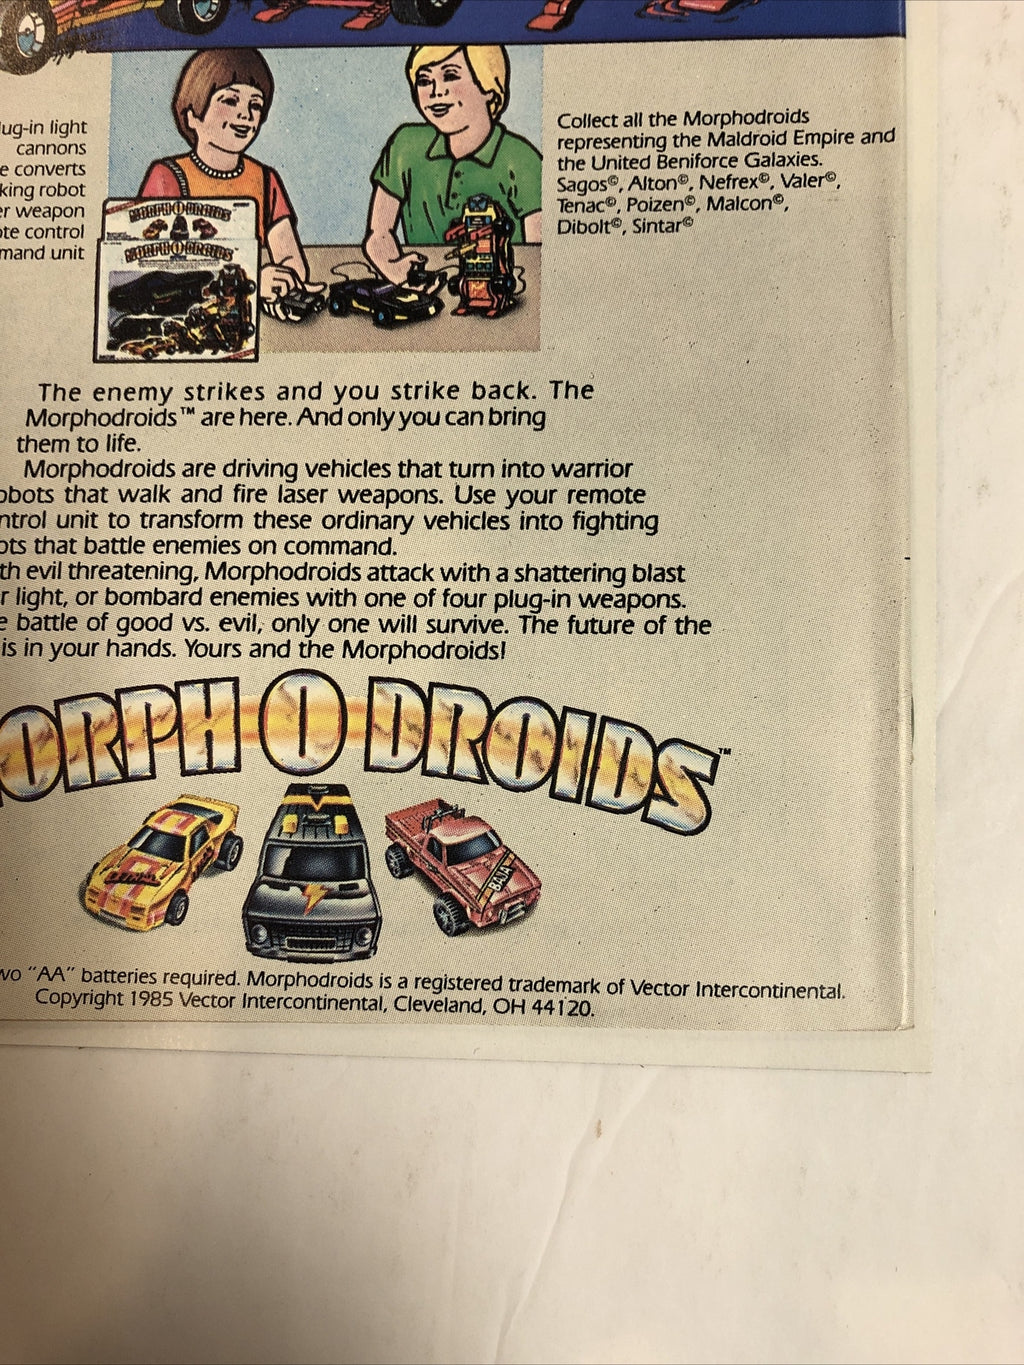 lug-in light
cannons
e converts
king robot
er weapon
ote control
mand unit
MORPH-O-DROIDS
MORPH-O-DROIDS
Collect all the Morphodroids
representing the Maldroid Empire and
the United Beniforce Galaxies.
Sagos©, Alton©, Nefrex©, Valer©,
Tenac©, Poizen©, Malcon©,
Dibolt©, Sintar©
The enemy strikes and you strike back. The
Morphodroids™ are here. And only you can bring
them to life.
Morphodroids are driving vehicles that turn into warrior
obots that walk and fire laser weapons. Use your remote
ntrol unit to transform these ordinary vehicles into fighting
ots that battle enemies on command.
th evil threatening, Morphodroids attack with a shattering blast
r light, or bombard enemies with one of four plug-in weapons.
e battle of good vs. evil, only one will survive. The future of the
is in your hands. Yours and the Morphodroids!
ORPH O DROIDS™
BAJA
wo "AA" batteries required. Morphodroids is a registered trademark of Vector Intercontinental.
Copyright 1985 Vector Intercontinental, Cleveland, OH 44120.